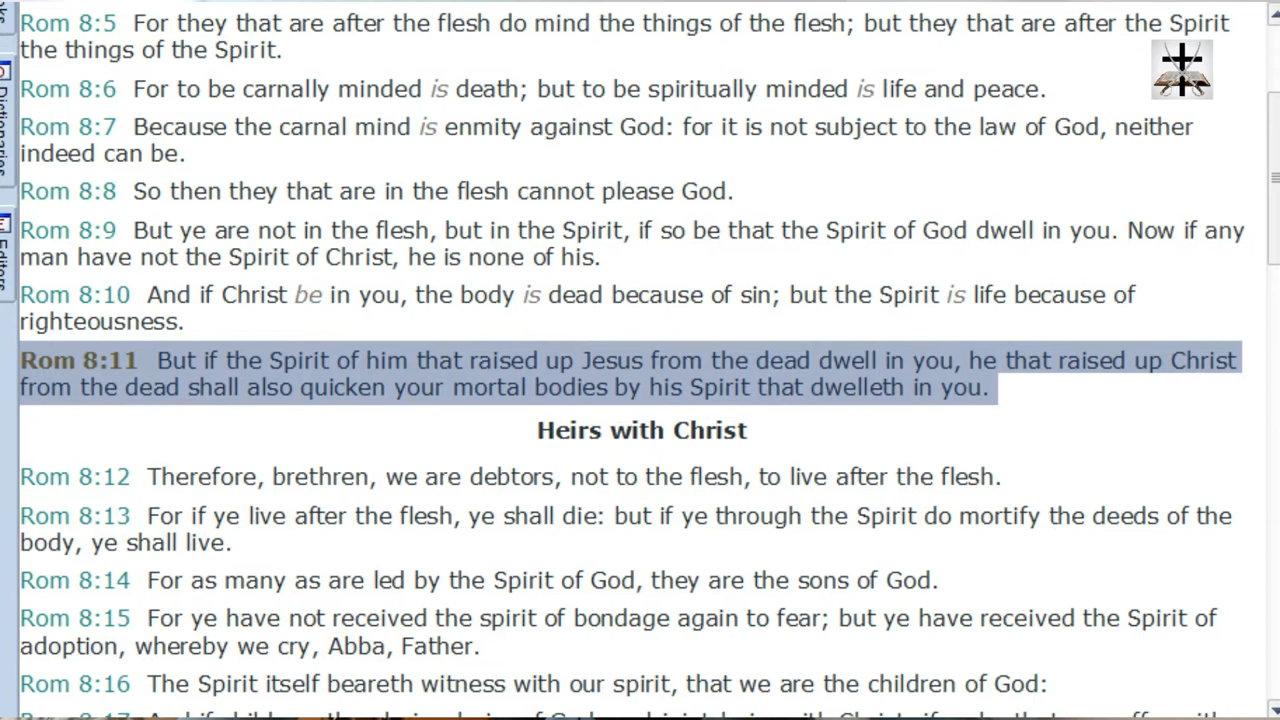 Rom 8:5 For they that are after the flesh do mind the things of the flesh; but they that are after the Spirit
the things of the Spirit.
Rom 8:6 For to be carnally minded is death; but to be spiritually minded is life and peace.
Rom 8:7 Because the carnal mind is enmity against God: for it is not subject to the law of God, neither
indeed can be.
Rom 8:8 So then they that are in the flesh cannot please God.
Rom 8:9 But ye are not in the flesh, but in the Spirit, if so be that the Spirit of God dwell in you. Now if any
man have not the Spirit of Christ, he is none of his.
Rom 8:10 And if Christ be in you, the body is dead because of sin; but the Spirit is life because of
righteousness.
Rom 8:11 But if the Spirit of him that raised up Jesus from the dead dwell in you, he that raised up Christ
from the dead shall also quicken your mortal bodies by his Spirit that dwelleth in you.
Heirs with Christ
Rom 8:12 Therefore, brethren, we are debtors, not to the flesh, to live after the flesh.
Rom 8:13 For if ye live after the flesh, ye shall die: but if ye through the Spirit do mortify the deeds of the
body, ye shall live.
Rom 8:14 For as many as are led by the Spirit of God, they are the sons of God.
Rom 8:15 For ye have not received the spirit of bondage again to fear; but ye have received the Spirit of
adoption, whereby we cry, Abba, Father.
Rom 8:16 The Spirit itself beareth witness with our spirit, that we are the children of God:
Dictionaries
Editors